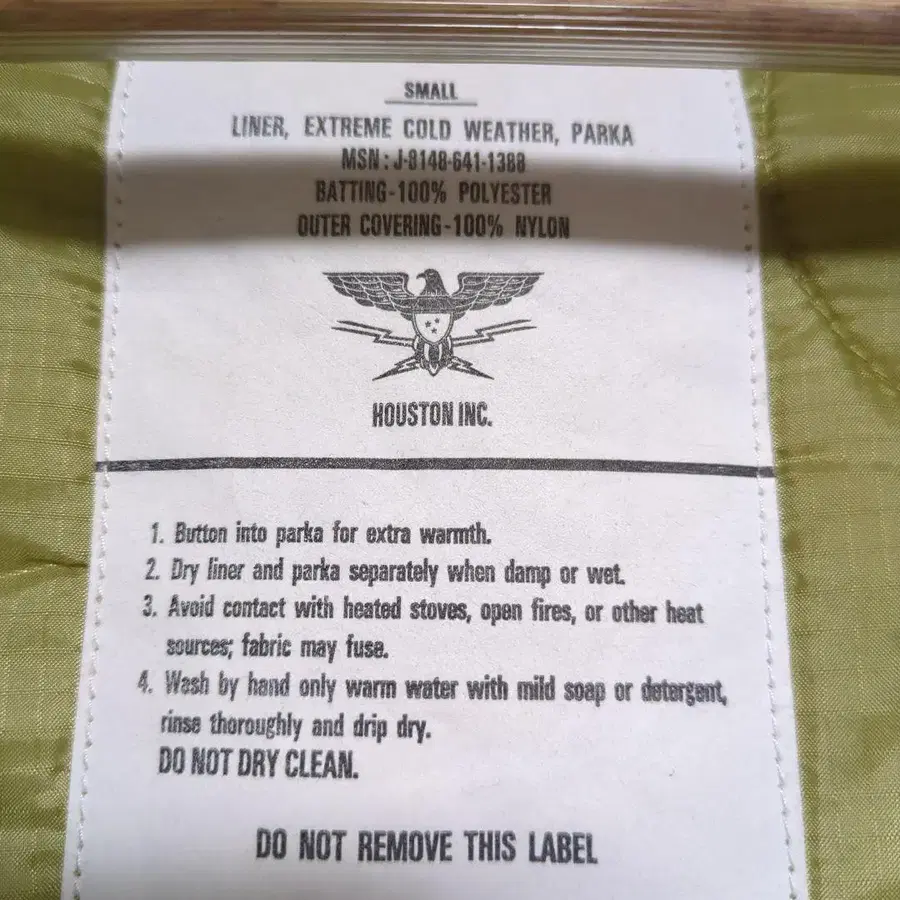 SMALL
LINER, EXTREME COLD WEATHER, PARKA
MSN : J-8148-641-1388
BATTING-100% POLYESTER
OUTER COVERING-100% NYLON
HOUSTON INC.
1. Button into parka for extra warmth.
2. Dry liner and parka separately when damp or wet.
3. Avoid contact with heated stoves, open fires, or other heat
sources; fabric may fuse.
4. Wash by hand only warm water with mild soap or detergent,
rinse thoroughly and drip dry.
DO NOT DRY CLEAN.
DO NOT REMOVE THIS LABEL